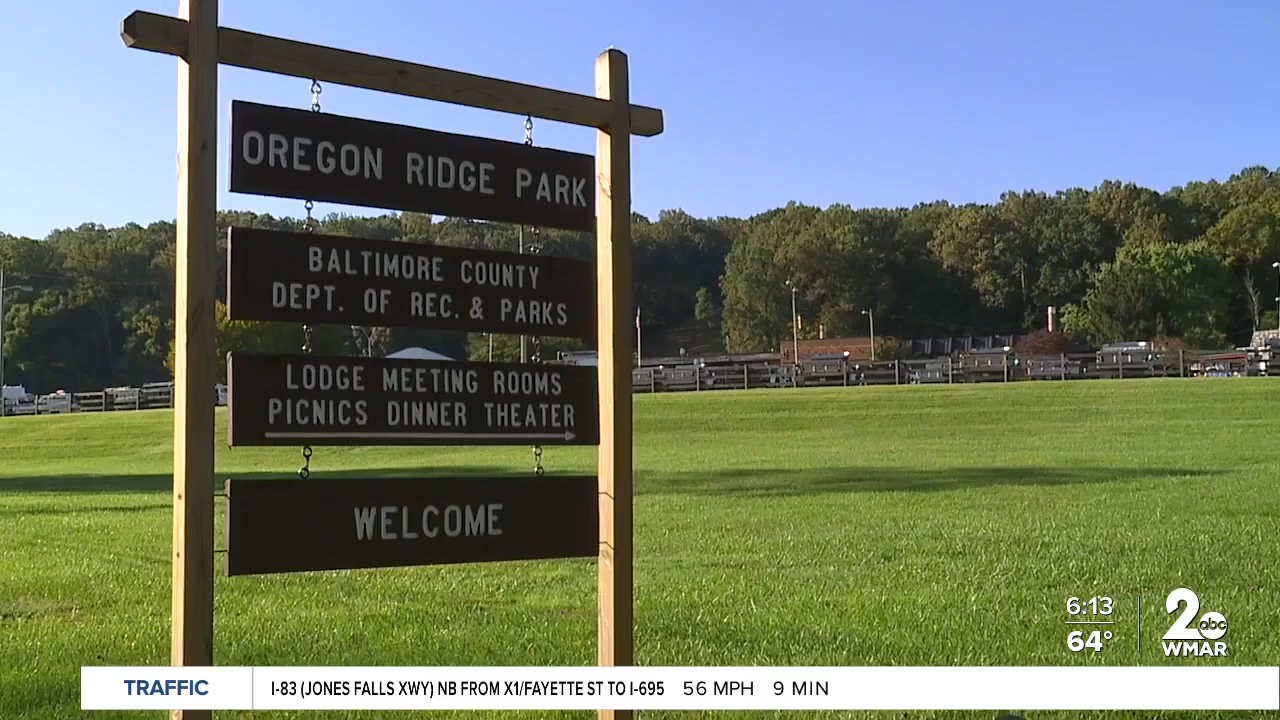 OREGON RIDGE PARK
BALTIMORE COUNTY
DEPT. OF REC. & PARKS
LODGE MEETING ROOMS
PICNICS DINNER THEATER
WELCOME
6:13
64°
2 abc
WMAR
TRAFFIC I-83 (JONES FALLS XWY) NB FROM X1/FAYETTE ST TO I-695 56 MPH 9 MIN